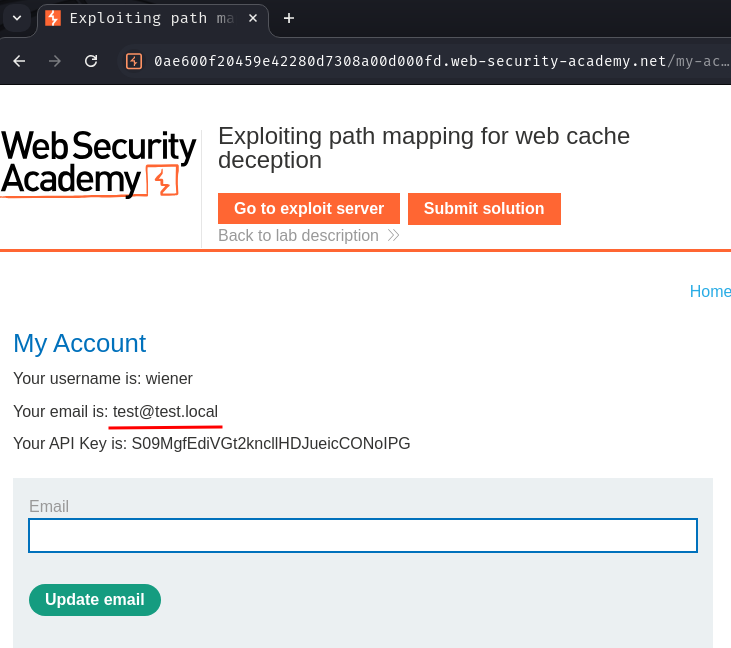 Exploiting path ma
0ae600f20459e42280d7308a00d000fd.web-security-academy.net/my-ac...
Web Security
Academy
Exploiting path mapping for web cache
deception
Go to exploit server
Submit solution
Back to lab description
Home
My Account
Your username is: wiener
Your email is: test@test.local
Your API Key is: S09MgfEdiVGt2kncllHDJueicCONoIPG
Email
Update email